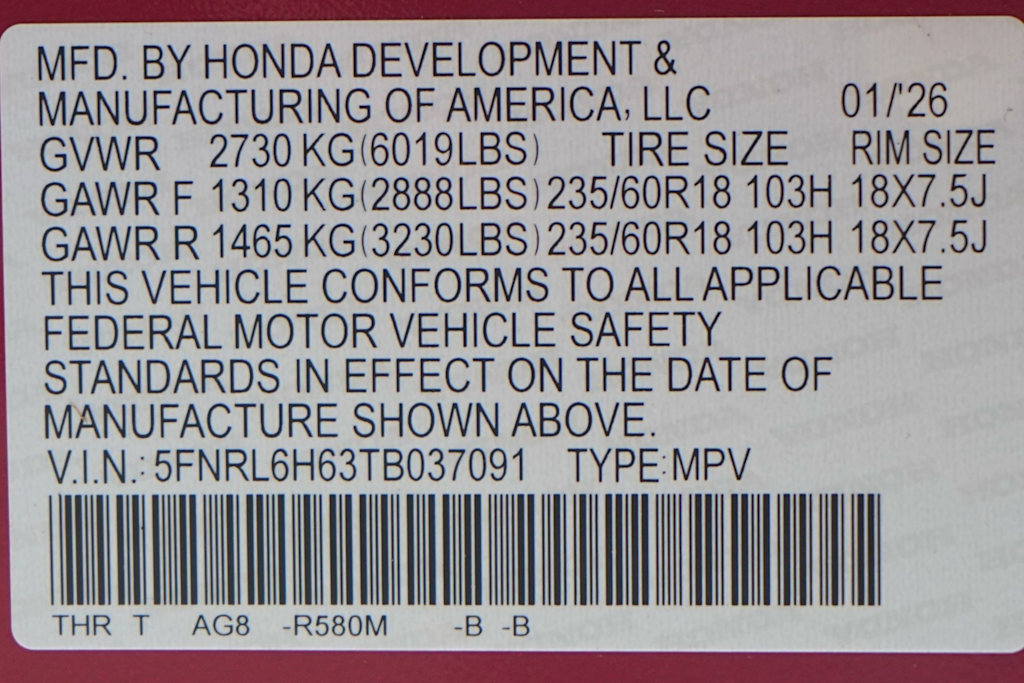 MFD. BY HONDA DEVELOPMENT &
MANUFACTURING OF AMERICA, LLC 01/'26
GVWR 2730 KG(6019LBS) TIRE SIZE RIM SIZE
GAWR F 1310 KG(2888LBS) 235/60R18 103H 18X7.5J
GAWR R 1465 KG(3230LBS) 235/60R18 103H 18X7.5J
THIS VEHICLE CONFORMS TO ALL APPLICABLE
FEDERAL MOTOR VEHICLE SAFETY
STANDARDS IN EFFECT ON THE DATE OF
MANUFACTURE SHOWN ABOVE.
V.I.N.: 5FNRL6H63TB037091 TYPE:MPV
THR T AG8 -R580M -B -B